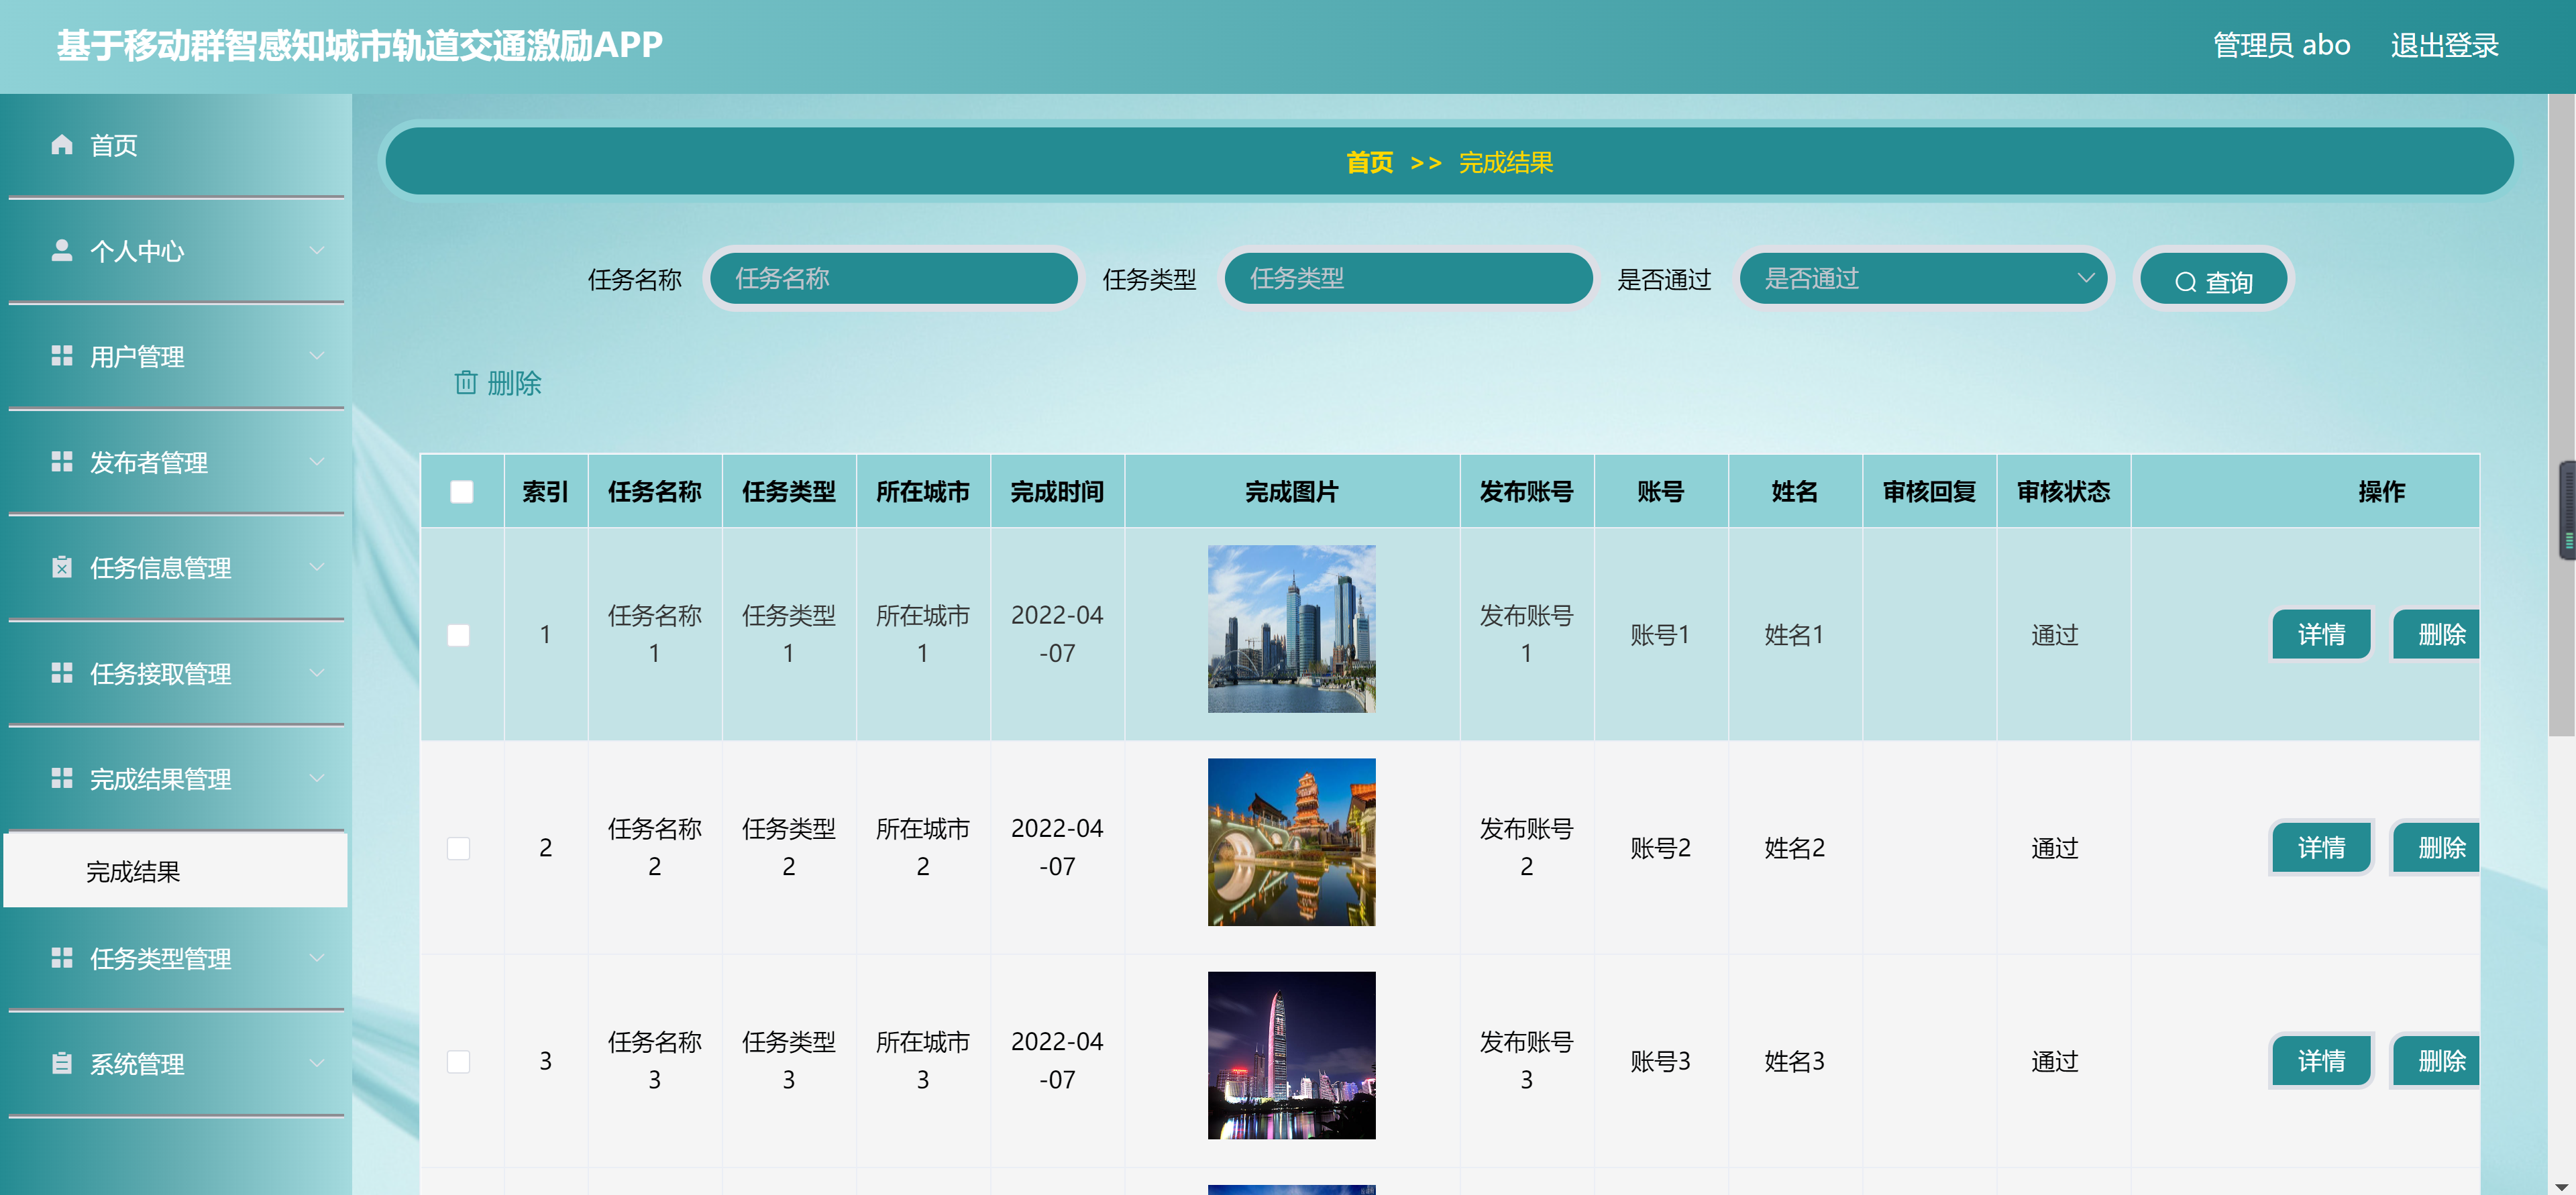 基于移动群智感知城市轨道交通激励APP
管理员 abo 退出登录
首页
个人中心
用户管理
发布者管理
任务信息管理
任务接取管理
完成结果管理
完成结果
任务类型管理
系统管理
首页 >> 完成结果
任务名称 任务名称 任务类型 任务类型 是否通过 是否通过 查询
删除
索引 任务名称 任务类型 所在城市 完成时间 完成图片 发布账号 账号 姓名 审核回复 审核状态 操作
1 任务名称1 任务类型1 所在城市1 2022-04-07 发布账号1 账号1 姓名1 通过 详情 删除
2 任务名称2 任务类型2 所在城市2 2022-04-07 发布账号2 账号2 姓名2 通过 详情 删除
3 任务名称3 任务类型3 所在城市3 2022-04-07 发布账号3 账号3 姓名3 通过 详情 删除